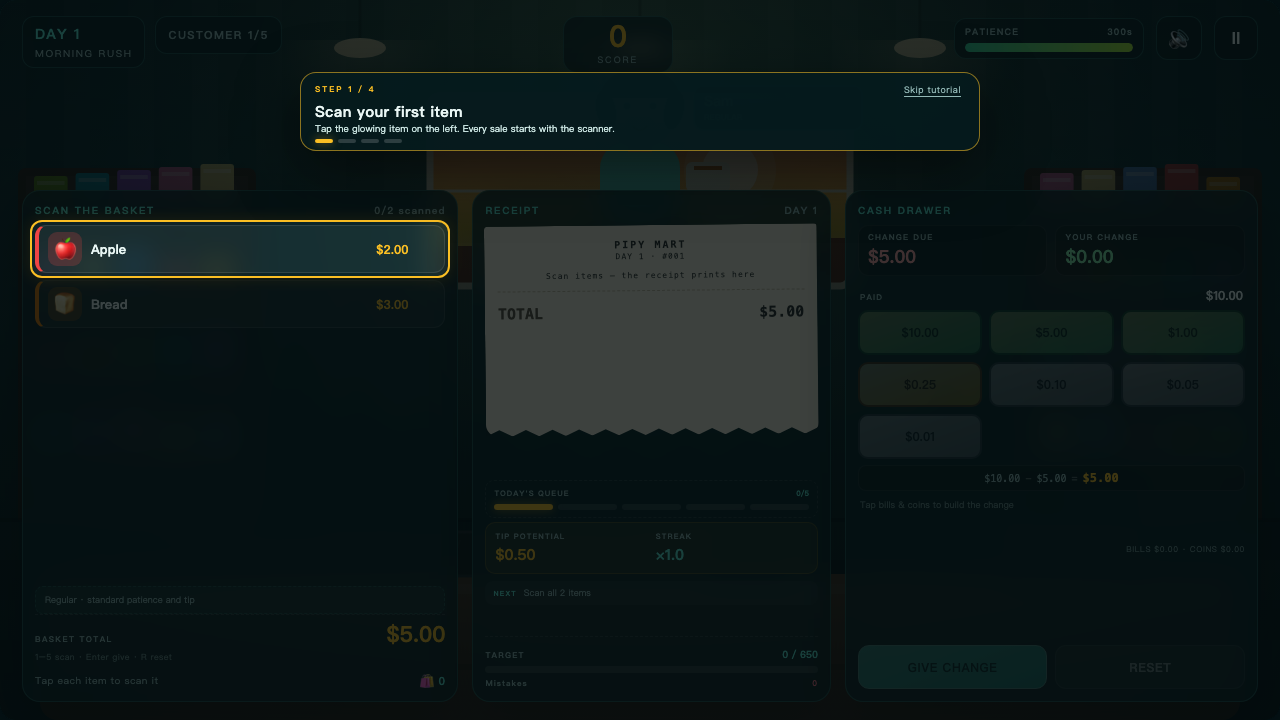 DAY 1
MORNING RUSH
CUSTOMER 1/5
0
SCORE
PATIENCE 300s
STEP 1 / 4
Skip tutorial
Scan your first item
Tap the glowing item on the left. Every sale starts with the scanner.
SCAN THE BASKET 0/2 scanned
Apple $2.00
Bread $3.00
Regular · standard patience and tip
BASKET TOTAL $5.00
1–5 scan · Enter give · R reset
Tap each item to scan it 0
RECEIPT DAY 1
PIPY MART
DAY 1 · #001
Scan items — the receipt prints here
TOTAL $5.00
TODAY'S QUEUE 0/5
TIP POTENTIAL STREAK
$0.50 ×1.0
NEXT Scan all 2 items
TARGET 0 / 650
Mistakes 0
CASH DRAWER
CHANGE DUE YOUR CHANGE
$5.00 $0.00
PAID $10.00
$10.00 $5.00 $1.00
$0.25 $0.10 $0.05
$0.01
$10.00 − $5.00 = $5.00
Tap bills & coins to build the change
BILLS $0.00 · COINS $0.00
GIVE CHANGE RESET